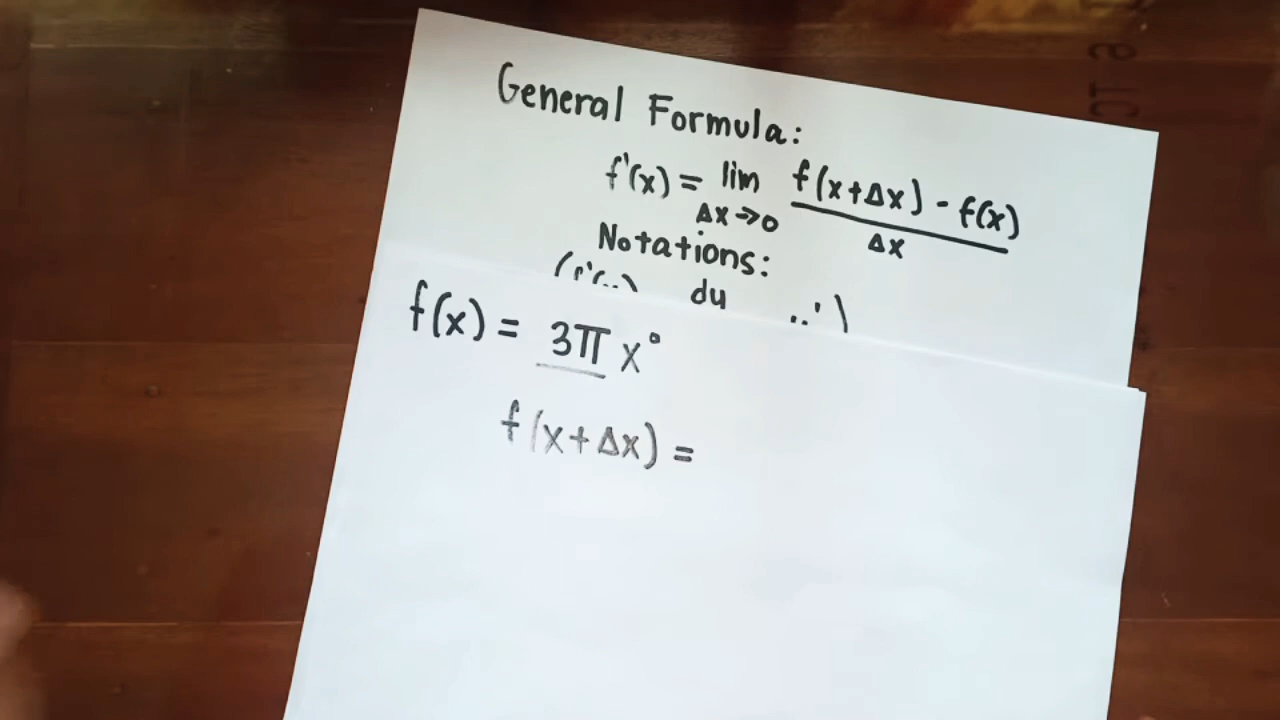 General Formula:
f'(x) = lim f(x+Δx) - f(x)
Δx→0 Δx
Notations:
f(x) = 3π x°
f(x+Δx) =